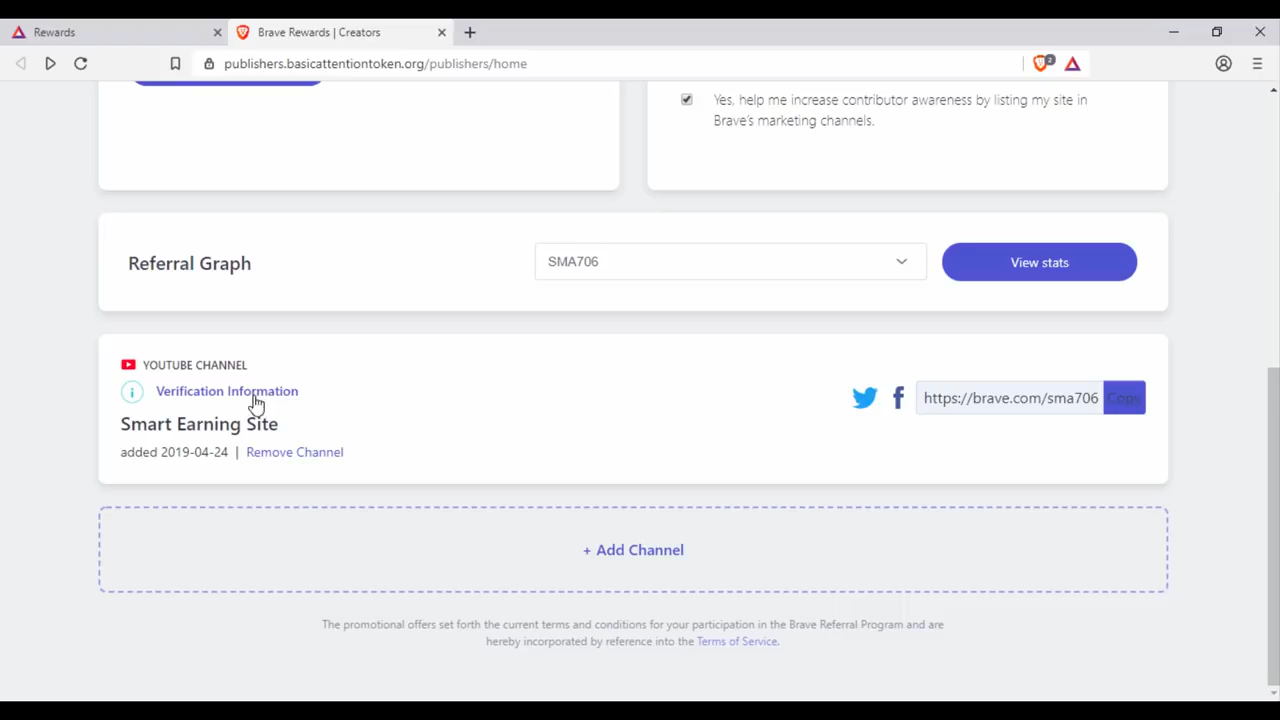 Rewards
Brave Rewards | Creators
publishers.basicattentiontoken.org/publishers/home
2
Yes, help me increase contributor awareness by listing my site in
Brave's marketing channels.
Referral Graph
SMA706
View stats
YOUTUBE CHANNEL
Verification Information
Smart Earning Site
added 2019-04-24 | Remove Channel
https://brave.com/sma706 Copy
+ Add Channel
The promotional offers set forth the current terms and conditions for your participation in the Brave Referral Program and are
hereby incorporated by reference into the Terms of Service.